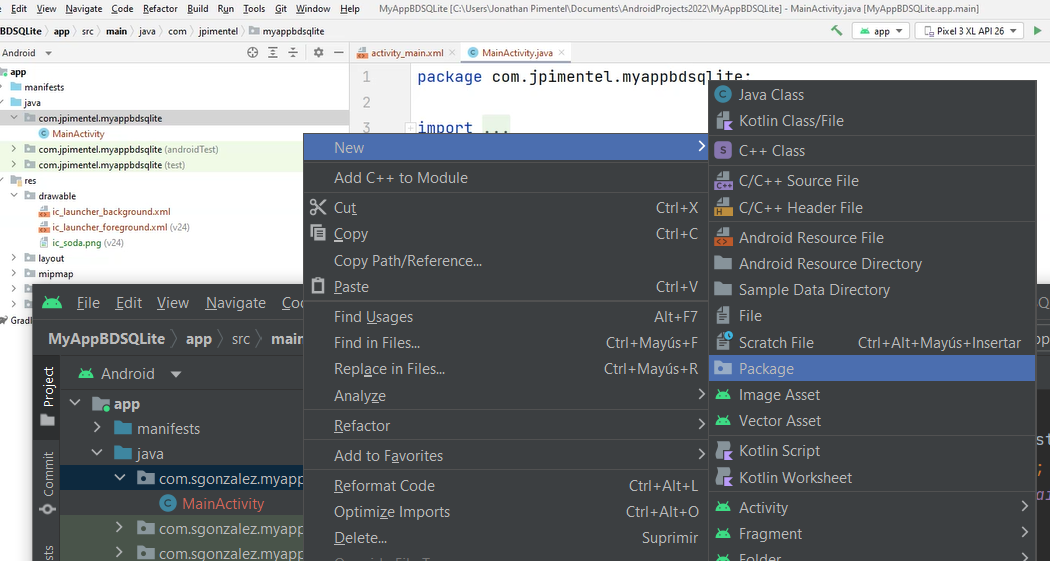 Edit View Navigate Code Refactor Build Run Tools Git Window Help MyAppBDSQLite [C:\Users\Jonathan Pimentel\Documents\AndroidProjects2022\MyAppBDSQLite] - MainActivity.java [MyAppBDSQLite.app.main]
BDSQLite app src main java com jpimentel myappbdsqlite app Pixel 3 XL API 26
Android activity_main.xml MainActivity.java
app
manifests
java
com.jpimentel.myappbdsqlite
MainActivity
com.jpimentel.myappbdsqlite (androidTest)
com.jpimentel.myappbdsqlite (test)
res
drawable
ic_launcher_background.xml
ic_launcher_foreground.xml (v24)
ic_soda.png (v24)
layout
mipmap
1 package com.jpimentel.myappbdsqlite;
2
3 import ...
File Edit View Navigate
MyAppBDSQLite app src main
Project
Commit
Android
app
manifests
java
com.sgonzalez.myapp
MainActivity
com.sgonzalez.myapp
com.sgonzalez.myapp
New
Add C++ to Module
Cut Ctrl+X
Copy Ctrl+C
Copy Path/Reference...
Paste Ctrl+V
Find Usages Alt+F7
Find in Files... Ctrl+Mayús+F
Replace in Files... Ctrl+Mayús+R
Analyze
Refactor
Add to Favorites
Reformat Code Ctrl+Alt+L
Optimize Imports Ctrl+Alt+O
Delete... Suprimir
Java Class
Kotlin Class/File
C++ Class
C/C++ Source File
C/C++ Header File
Android Resource File
Android Resource Directory
Sample Data Directory
File
Scratch File Ctrl+Alt+Mayús+Insertar
Package
Image Asset
Vector Asset
Kotlin Script
Kotlin Worksheet
Activity
Fragment
Folder